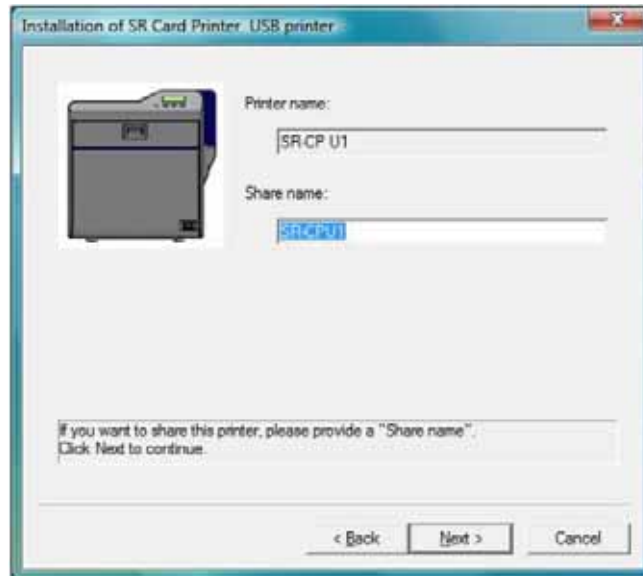 Installation of SR Card Printer USB printer
Printer name:
SR-CP U1
Share name:
SR-CPU1
If you want to share this printer, please provide a "Share name".
Click Next to continue.
< Back
Next >
Cancel